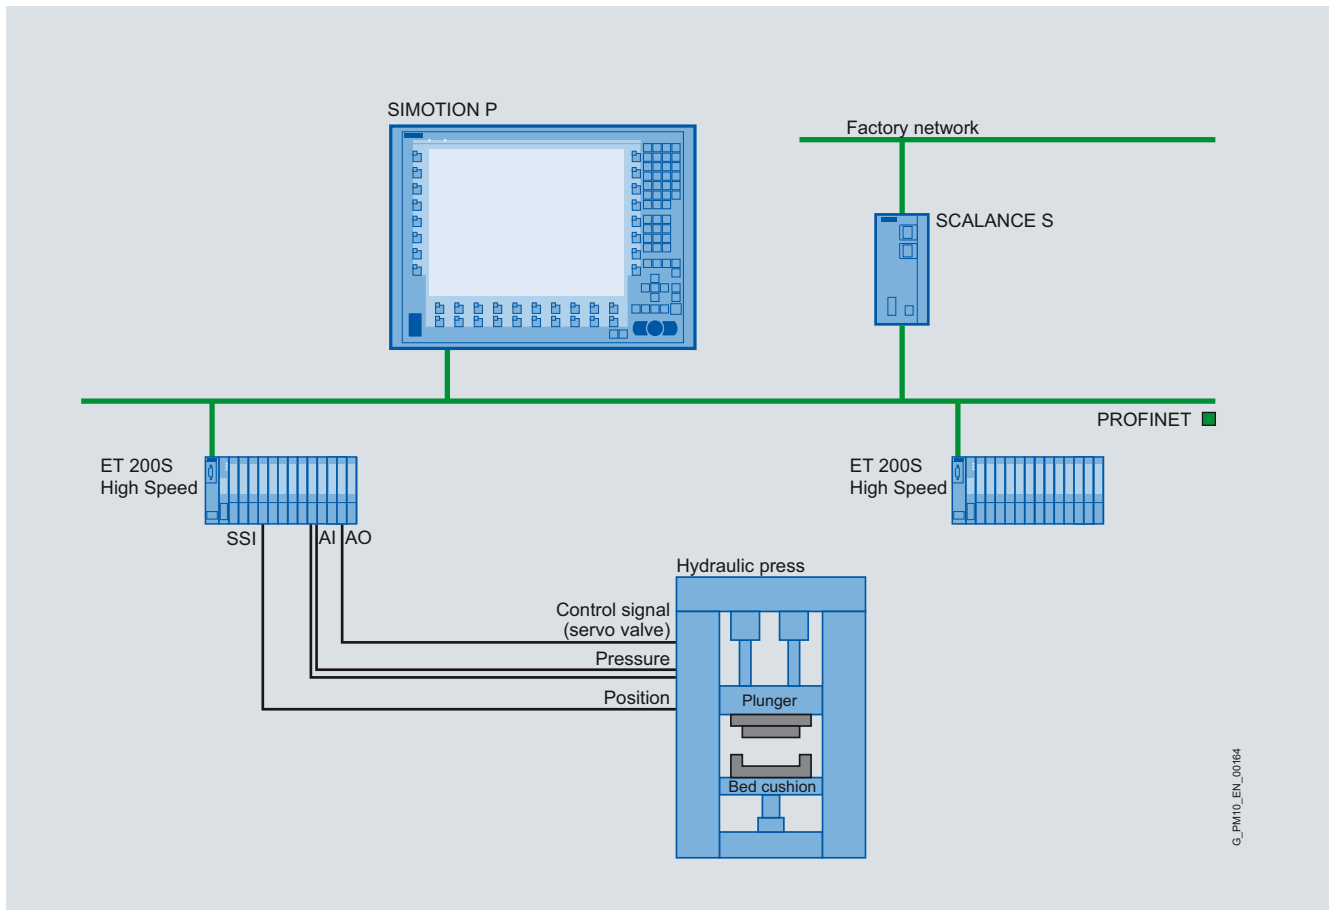 SIMOTION P
Factory network
SCALANCE S
PROFINET
ET 200S
High Speed
ET 200S
High Speed
SSI
AI
AO
Hydraulic press
Control signal
(servo valve)
Pressure
Position
Plunger
Bed cushion
G_PM10_EN_00164